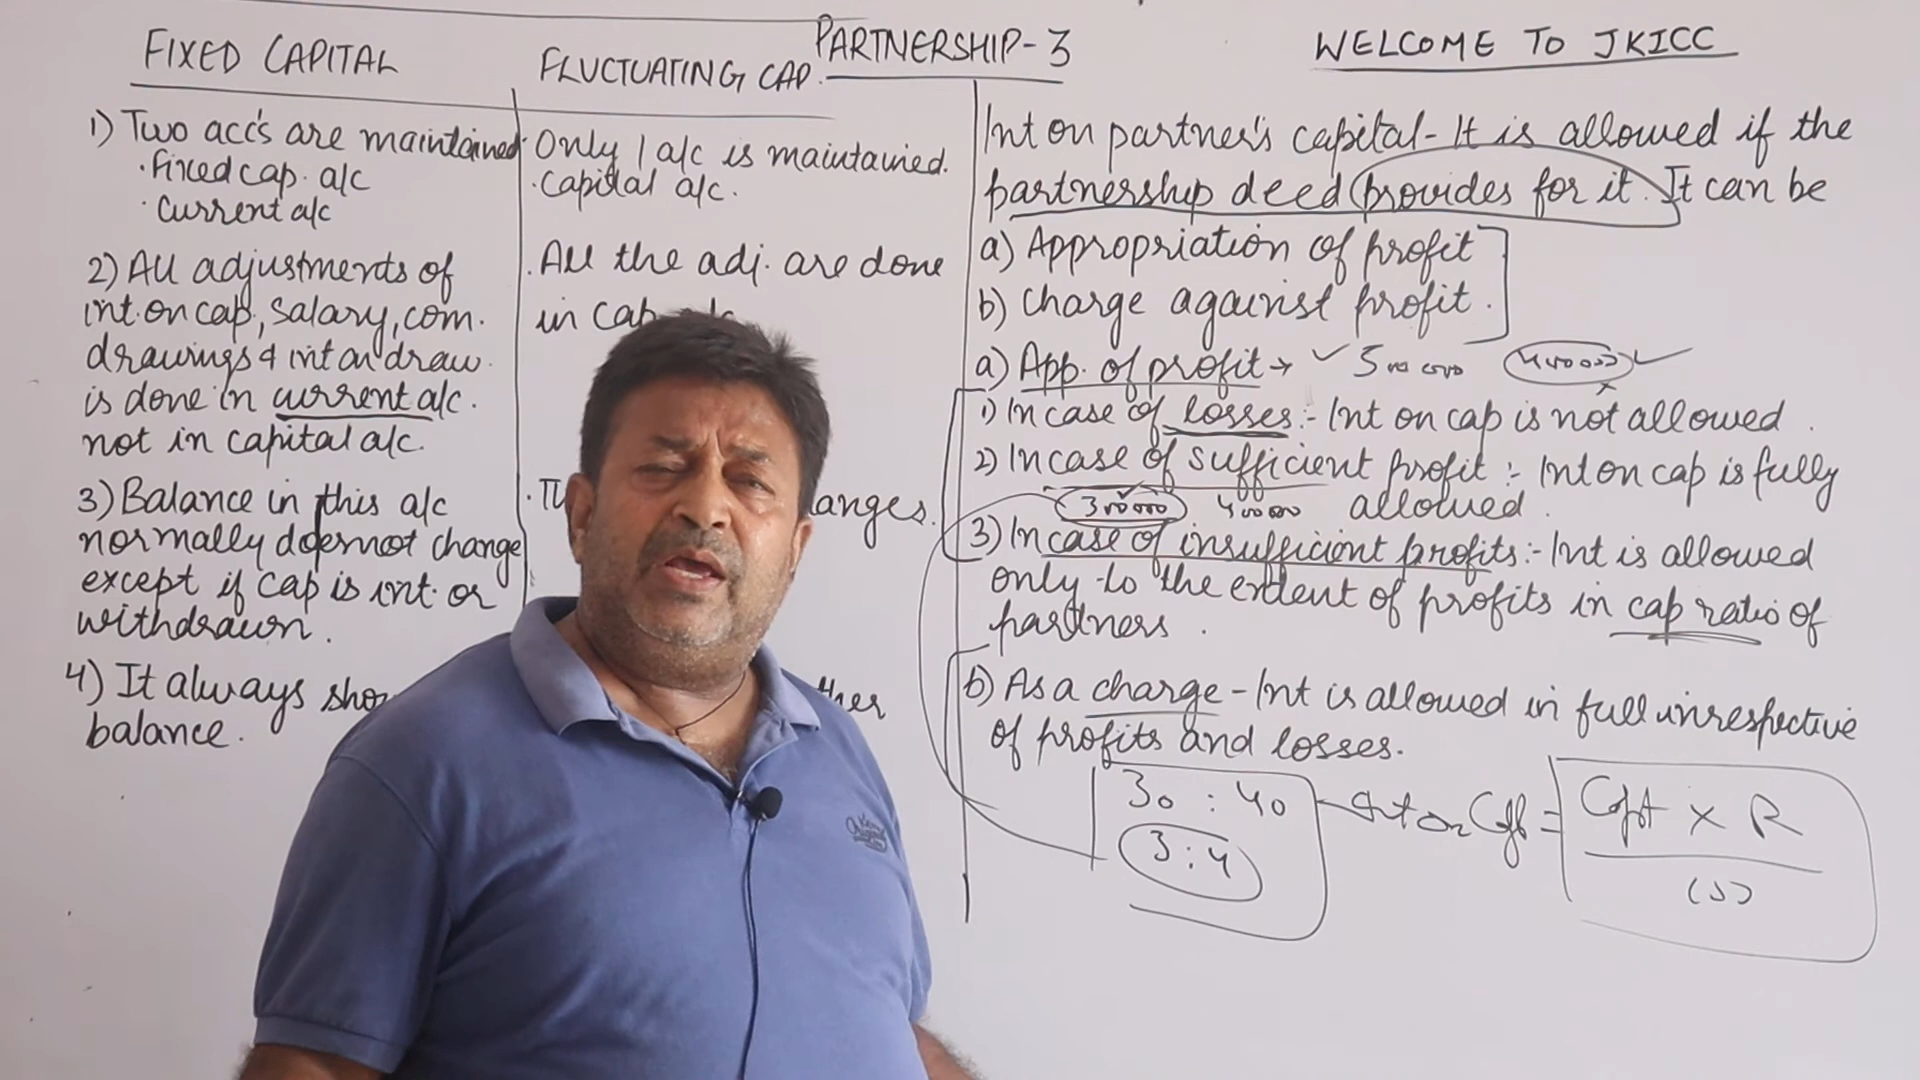 PARTNERSHIP-3
WELCOME TO JKICC
FIXED CAPITAL
1) Two acc's are maintained
· Fixed cap. a/c
· Current a/c
2) All adjustments of
int. on cap, salary, com.
drawings & int on draw.
is done in current a/c.
not in capital a/c.
3) Balance in this a/c
normally does not change
except if cap is int. or
withdrawn.
4) It always
balance.
FLUCTUATING CAP.
· Only 1 a/c is maintained.
· Capital a/c.
· All the adj. are done
in cap
anges.
ther
Int on partner's capital - It is allowed if the
partnership deed provides for it. It can be
a) Appropriation of profit
b) Charge against profit.
a) App. of profit → ✓
1) In case of losses :- Int on cap is not allowed.
2) In case of sufficient profit :- Int on cap is fully
allowed.
3) In case of insufficient profits :- Int is allowed
only to the extent of profits in cap ratio of
partners.
b) As a charge - Int is allowed in full unrespective
of profits and losses.
30 : 40
3:4
Int on Cap = Capt x R